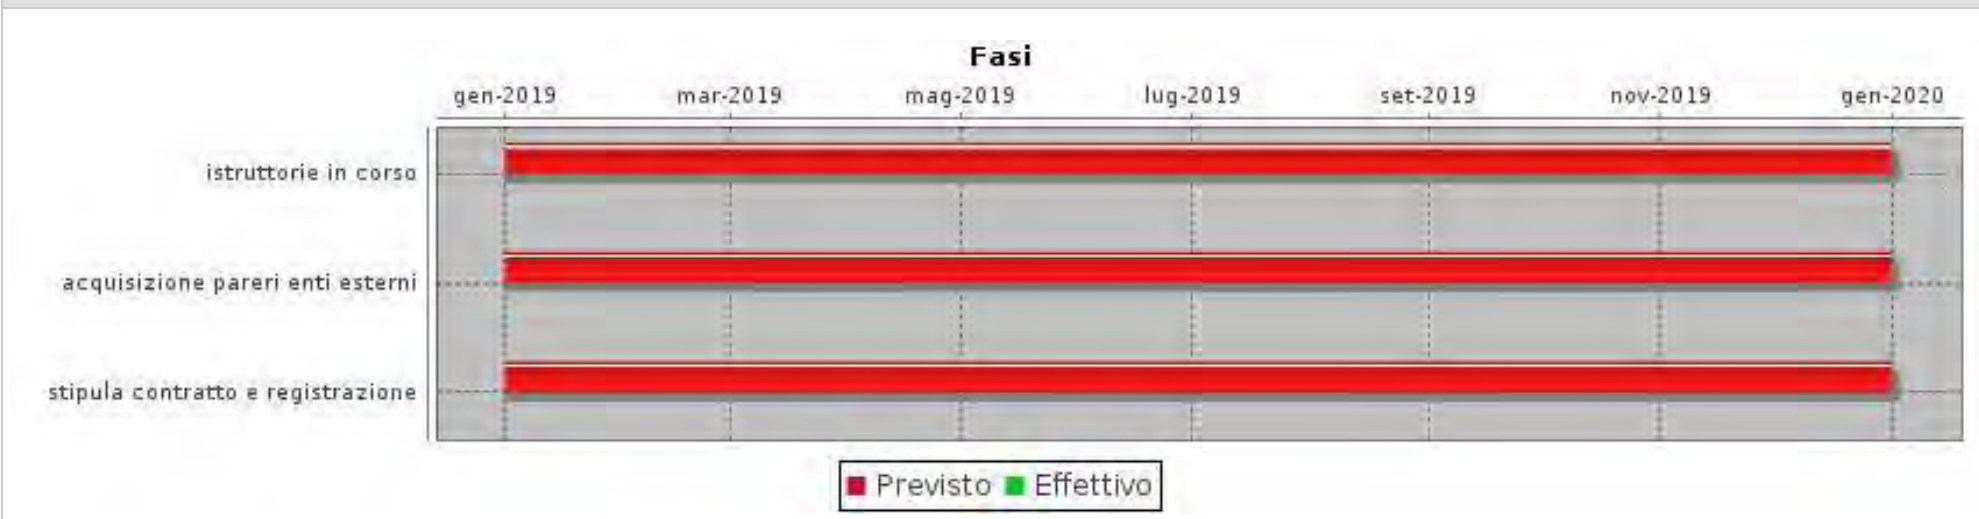 Fasi
gen-2019 mar-2019 mag-2019 lug-2019 set-2019 nov-2019 gen-2020
istruttorie in corso
acquisizione pareri enti esterni
stipula contratto e registrazione
Previsto Effettivo